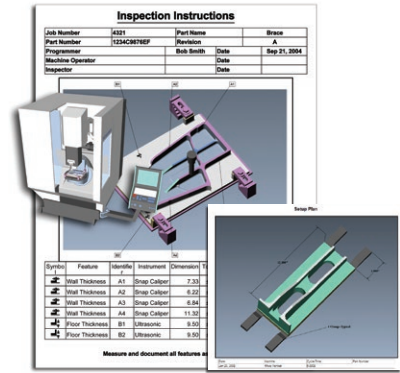 Inspection Instructions
Job Number 4321 Part Name Brace
Part Number 1234C9876EF Revision A
Programmer Bob Smith Date Sep 21, 2004
Machine Operator Date
Inspector Date
Setup Plan
Feature Instrument Dimension
Wall Thickness A1 Snap Caliper 7.33
Wall Thickness A2 Snap Caliper 6.22
Wall Thickness A3 Snap Caliper 6.84
Wall Thickness A4 Snap Caliper 11.32
Floor Thickness B1 Ultrasonic 9.50
Floor Thickness B2 Ultrasonic 9.50
Measure and document all features